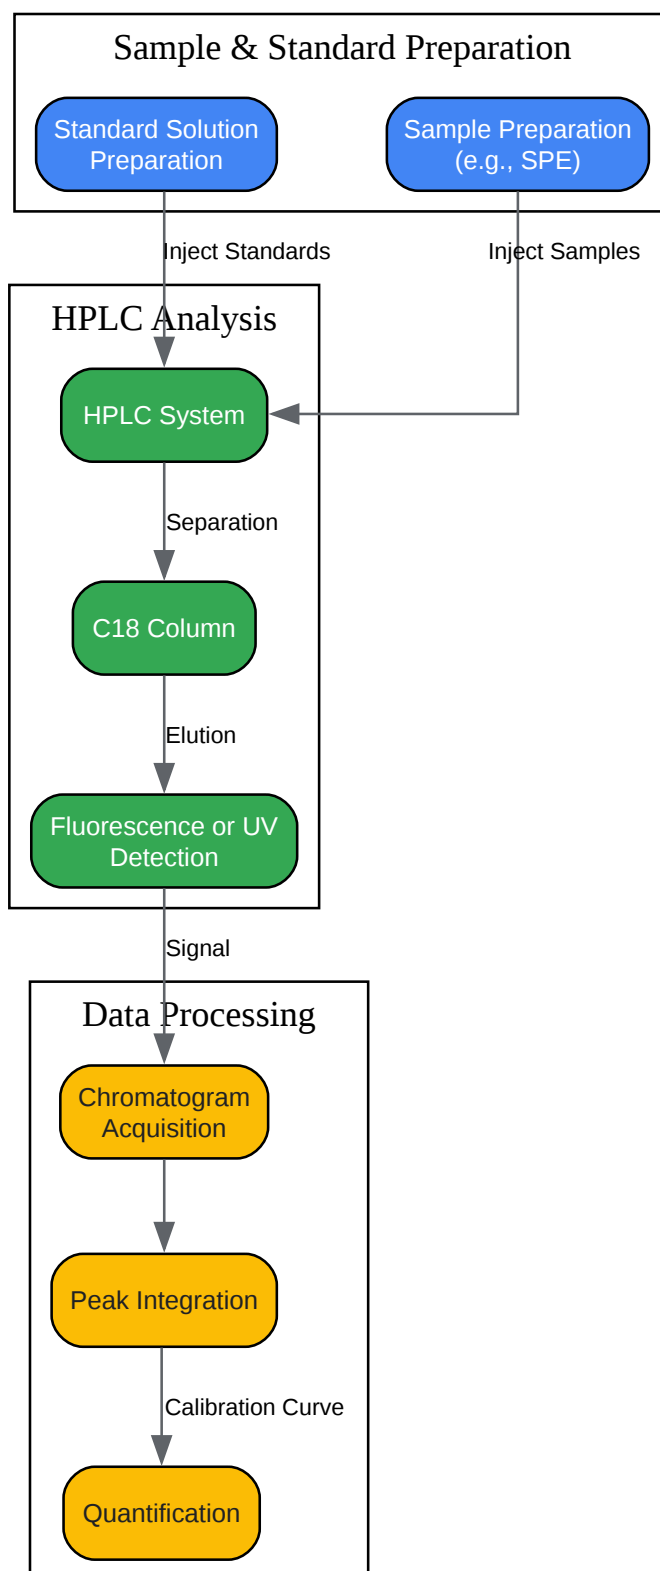 Sample & Standard Preparation
Standard Solution
Preparation
Sample Preparation
(e.g., SPE)
Inject Standards
Inject Samples
HPLC Analysis
HPLC System
Separation
C18 Column
Elution
Fluorescence or UV
Detection
Signal
Data Processing
Chromatogram
Acquisition
Peak Integration
Calibration Curve
Quantification